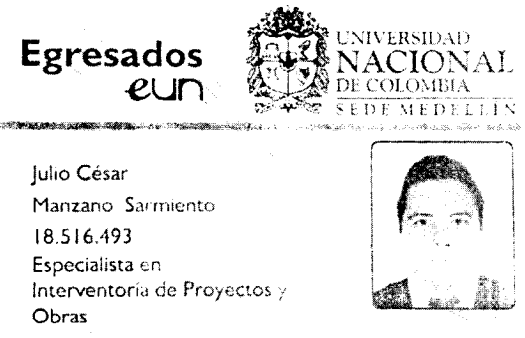 Egresados
eun
UNIVERSIDAD
NACIONAL
DE COLOMBIA
SEDE MEDELLÍN
Julio César
Manzano Sarmiento
18.516.493
Especialista en
Interventoría de Proyectos y
Obras